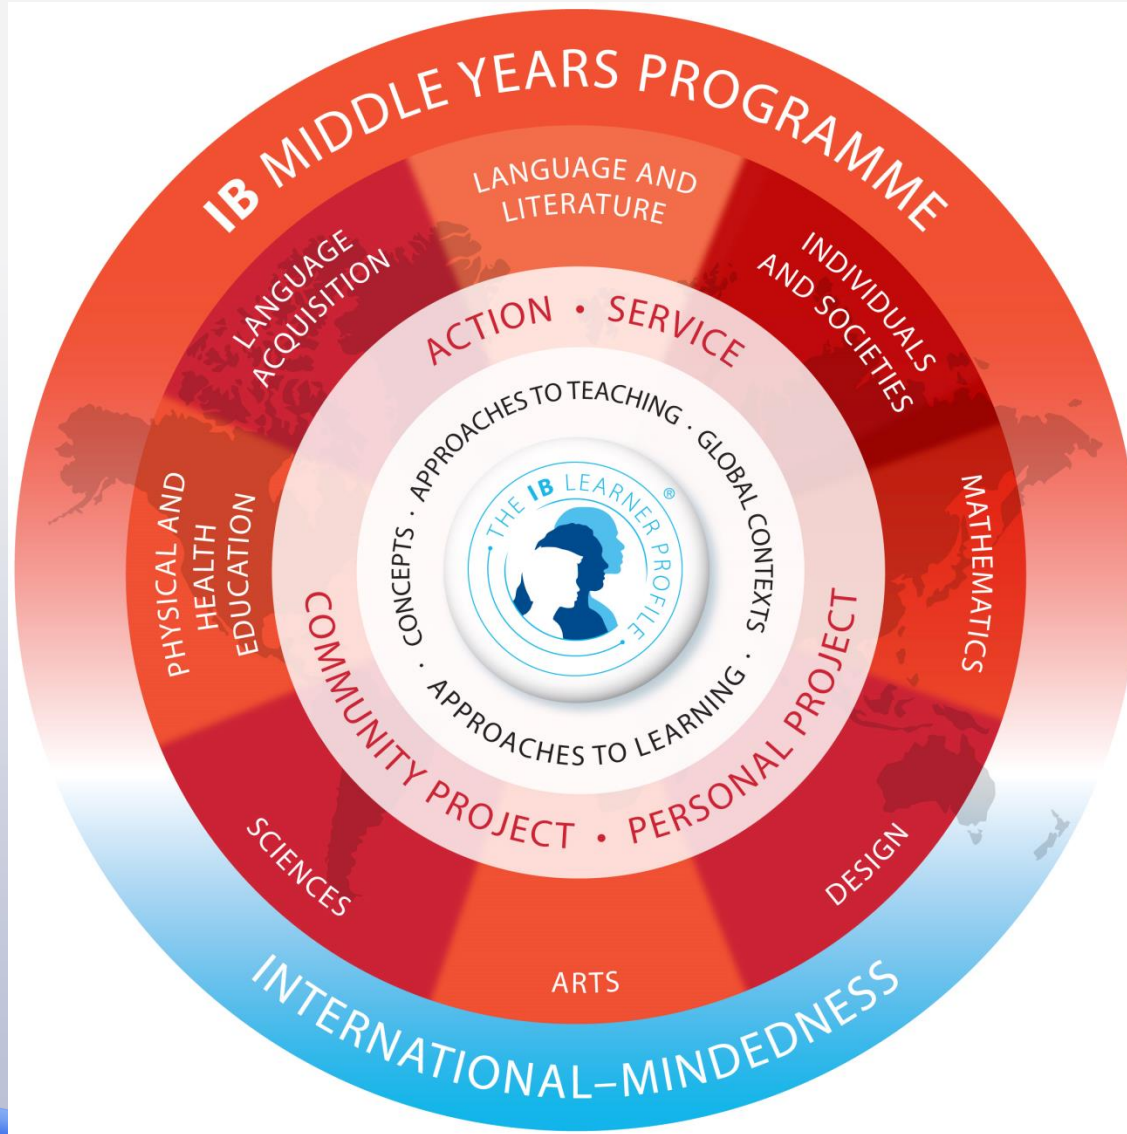 IB MIDDLE YEARS PROGRAMME
LANGUAGE AND
LITERATURE
INDIVIDUALS
AND SOCIETIES
MATHEMATICS
DESIGN
ARTS
SCIENCES
PHYSICAL AND
HEALTH
EDUCATION
LANGUAGE
ACQUISITION
ACTION • SERVICE
COMMUNITY PROJECT • PERSONAL PROJECT
APPROACHES TO TEACHING · GLOBAL CONTEXTS ·
CONCEPTS · APPROACHES TO LEARNING ·
THE IB LEARNER PROFILE ®
INTERNATIONAL–MINDEDNESS